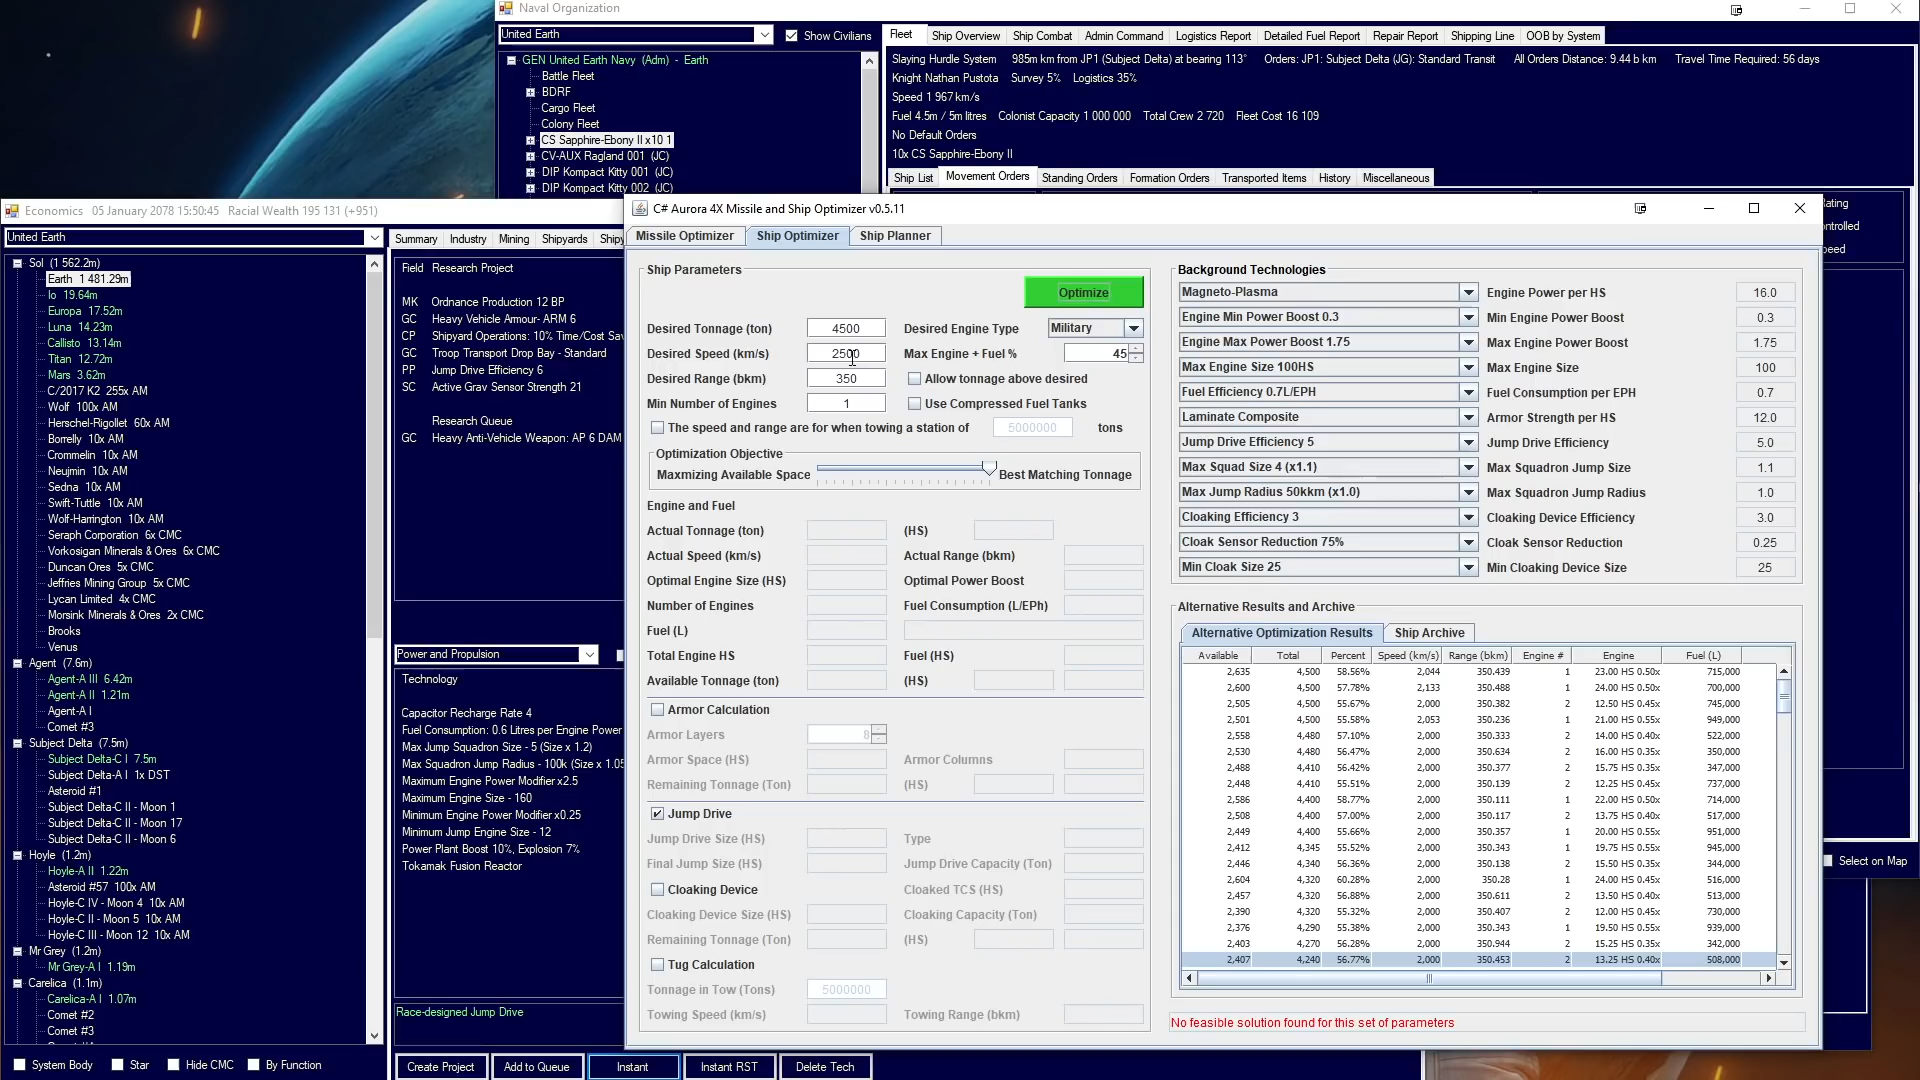 Naval Organization
United Earth
Show Civilians
GEN United Earth Navy (Adm) - Earth
Battle Fleet
BDRF
Cargo Fleet
Colony Fleet
CS Sapphire-Ebony II x10 1
CV-AUX Ragland 001 (JC)
DIP Kompact Kitty 001 (JC)
DIP Kompact Kitty 002 (JC)
Fleet Ship Overview Ship Combat Admin Command Logistics Report Detailed Fuel Report Repair Report Shipping Line OOB by System
Slaying Hurdle System 985m km from JP1 (Subject Delta) at bearing 113° Orders: JP1: Subject Delta (JG): Standard Transit All Orders Distance: 9.44 b km Travel Time Required: 56 days
Knight Nathan Pustota Survey 5% Logistics 35%
Speed 1 967 km/s
Fuel 4.5m / 5m litres Colonist Capacity 1 000 000 Total Crew 2 720 Fleet Cost 16 109
No Default Orders
10x CS Sapphire-Ebony II
Ship List Movement Orders Standing Orders Formation Orders Transported Items History Miscellaneous
Economics 05 January 2078 15:50:45 Racial Wealth 195 131 (+951)
United Earth
Sol (1 562.2m)
Earth 1 481.29m
Io 19.64m
Europa 17.52m
Luna 14.23m
Callisto 13.14m
Titan 12.72m
Mars 3.62m
C/2017 K2 255x AM
Wolf 100x AM
Herschel-Rigollet 60x AM
Borrelly 10x AM
Crommelin 10x AM
Neujmin 10x AM
Sedna 10x AM
Swift-Tuttle 10x AM
Wolf-Harrington 10x AM
Seraph Corporation 6x CMC
Vorkosigan Minerals & Ores 6x CMC
Duncan Ores 5x CMC
Jeffries Mining Group 5x CMC
Lycan Limited 4x CMC
Morsink Minerals & Ores 2x CMC
Brooks
Venus
Agent (7.6m)
Agent-A III 6.42m
Agent-A II 1.21m
Agent-A I
Comet #3
Subject Delta (7.5m)
Subject Delta-C I 7.5m
Subject Delta-A I 1x DST
Asteroid #1
Subject Delta-C II - Moon 1
Subject Delta-C II - Moon 17
Subject Delta-C II - Moon 6
Hoyle (1.2m)
Hoyle-A II 1.22m
Asteroid #57 100x AM
Hoyle-C IV - Moon 4 10x AM
Hoyle-C II - Moon 5 10x AM
Hoyle-C III - Moon 12 10x AM
Mr Grey (1.2m)
Mr Grey-A I 1.19m
Carelica (1.1m)
Carelica-A I 1.07m
Comet #2
Comet #3
System Body Star Hide CMC By Function
Summary Industry Mining Shipyards Shipy
Field Research Project
MK Ordnance Production 12 BP
GC Heavy Vehicle Armour- ARM 6
CP Shipyard Operations: 10% Time/Cost Sav
GC Troop Transport Drop Bay - Standard
PP Jump Drive Efficiency 6
SC Active Grav Sensor Strength 21
Research Queue
GC Heavy Anti-Vehicle Weapon: AP 6 DAM
Power and Propulsion
Technology
Capacitor Recharge Rate 4
Fuel Consumption: 0.6 Litres per Engine Power
Max Jump Squadron Size - 5 (Size x 1.2)
Max Squadron Jump Radius - 100k (Size x 1.05
Maximum Engine Power Modifier x2.5
Maximum Engine Size - 160
Minimum Engine Power Modifier x0.25
Minimum Jump Engine Size - 12
Power Plant Boost 10%, Explosion 7%
Tokamak Fusion Reactor
Race-designed Jump Drive
Create Project Add to Queue Instant Instant RST Delete Tech
C# Aurora 4X Missile and Ship Optimizer v0.5.11
Missile Optimizer Ship Optimizer Ship Planner
Ship Parameters
Optimize
Desired Tonnage (ton) 4500 Desired Engine Type Military
Desired Speed (km/s) 2500 Max Engine + Fuel % 45
Desired Range (bkm) 350 Allow tonnage above desired
Min Number of Engines 1 Use Compressed Fuel Tanks
The speed and range are for when towing a station of 5000000 tons
Optimization Objective
Maxmizing Available Space Best Matching Tonnage
Engine and Fuel
Actual Tonnage (ton) (HS)
Actual Speed (km/s) Actual Range (bkm)
Optimal Engine Size (HS) Optimal Power Boost
Number of Engines Fuel Consumption (L/EPh)
Fuel (L)
Total Engine HS Fuel (HS)
Available Tonnage (ton) (HS)
Armor Calculation
Armor Layers 8
Armor Space (HS) Armor Columns
Remaining Tonnage (Ton) (HS)
Jump Drive
Jump Drive Size (HS) Type
Final Jump Size (HS) Jump Drive Capacity (Ton)
Cloaking Device Cloaked TCS (HS)
Cloaking Device Size (HS) Cloaking Capacity (Ton)
Remaining Tonnage (Ton) (HS)
Tug Calculation
Tonnage in Tow (Tons) 5000000
Towing Speed (km/s) Towing Range (bkm)
Background Technologies
Magneto-Plasma Engine Power per HS 16.0
Engine Min Power Boost 0.3 Min Engine Power Boost 0.3
Engine Max Power Boost 1.75 Max Engine Power Boost 1.75
Max Engine Size 100HS Max Engine Size 100
Fuel Efficiency 0.7L/EPH Fuel Consumption per EPH 0.7
Laminate Composite Armor Strength per HS 12.0
Jump Drive Efficiency 5 Jump Drive Efficiency 5.0
Max Squad Size 4 (x1.1) Max Squadron Jump Size 1.1
Max Jump Radius 50kkm (x1.0) Max Squadron Jump Radius 1.0
Cloaking Efficiency 3 Cloaking Device Efficiency 3.0
Cloak Sensor Reduction 75% Cloak Sensor Reduction 0.25
Min Cloak Size 25 Min Cloaking Device Size 25
Alternative Results and Archive
Alternative Optimization Results Ship Archive
Available Total Percent Speed (km/s) Range (bkm) Engine # Engine Fuel (L)
2,635 4,500 58.56% 2,044 350.439 1 23.00 HS 0.50x 715,000
2,600 4,500 57.78% 2,133 350.488 1 24.00 HS 0.50x 700,000
2,505 4,500 55.67% 2,000 350.382 2 12.50 HS 0.45x 745,000
2,501 4,500 55.58% 2,053 350.236 1 21.00 HS 0.55x 949,000
2,558 4,480 57.10% 2,000 350.333 2 14.00 HS 0.40x 522,000
2,530 4,480 56.47% 2,000 350.634 2 16.00 HS 0.35x 350,000
2,488 4,410 56.42% 2,000 350.377 2 15.75 HS 0.35x 347,000
2,448 4,410 55.51% 2,000 350.139 2 12.25 HS 0.45x 737,000
2,586 4,400 58.77% 2,000 350.111 1 22.00 HS 0.50x 714,000
2,508 4,400 57.00% 2,000 350.117 2 13.75 HS 0.40x 517,000
2,449 4,400 55.66% 2,000 350.357 1 20.00 HS 0.55x 951,000
2,412 4,345 55.52% 2,000 350.343 1 19.75 HS 0.55x 945,000
2,446 4,340 56.36% 2,000 350.138 2 15.50 HS 0.35x 344,000
2,604 4,320 60.28% 2,000 350.28 1 24.00 HS 0.45x 516,000
2,457 4,320 56.88% 2,000 350.611 2 13.50 HS 0.40x 513,000
2,390 4,320 55.32% 2,000 350.407 2 12.00 HS 0.45x 730,000
2,376 4,290 55.38% 2,000 350.343 1 19.50 HS 0.55x 939,000
2,403 4,270 56.28% 2,000 350.944 2 15.25 HS 0.35x 342,000
2,407 4,240 56.77% 2,000 350.453 2 13.25 HS 0.40x 508,000
No feasible solution found for this set of parameters
Rating
ontrolled
peed
Select on Map